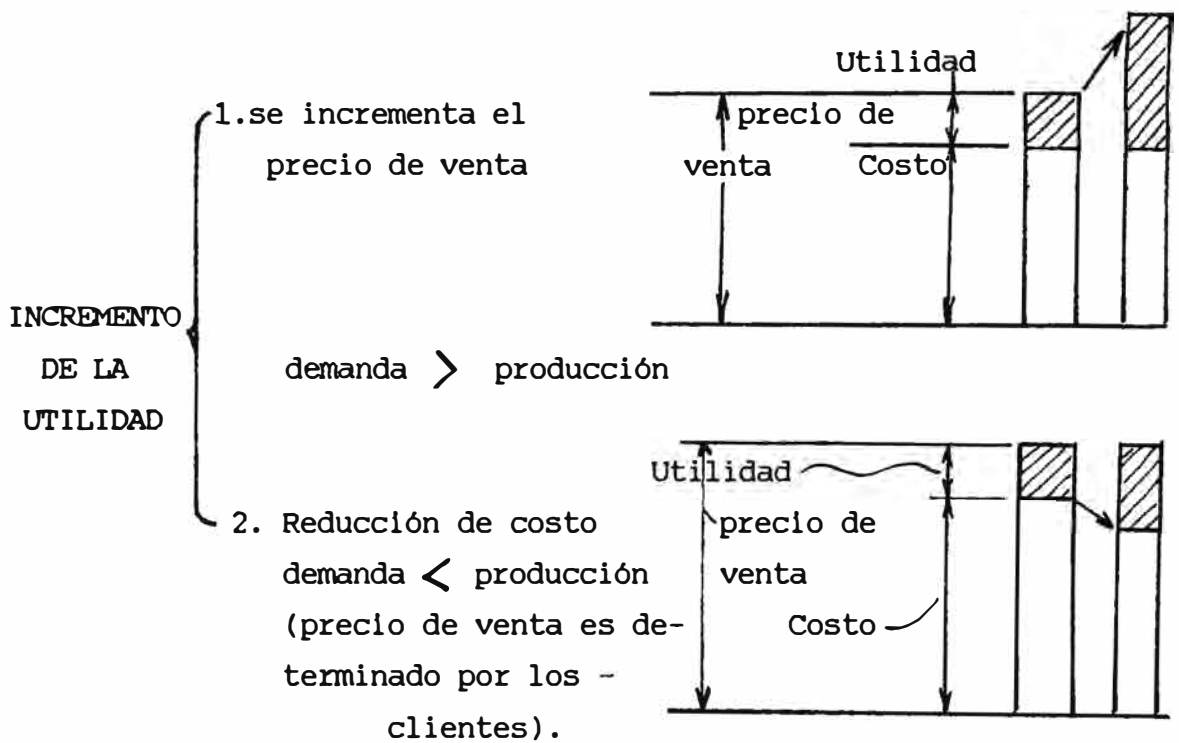 INCREMENTO
DE LA
UTILIDAD
1.se incrementa el
precio de venta
demanda > producción
Utilidad
precio de
venta
Costo
2. Reducción de costo
demanda < producción
(precio de venta es de-
terminado por los -
clientes).
Utilidad
precio de
venta
Costo